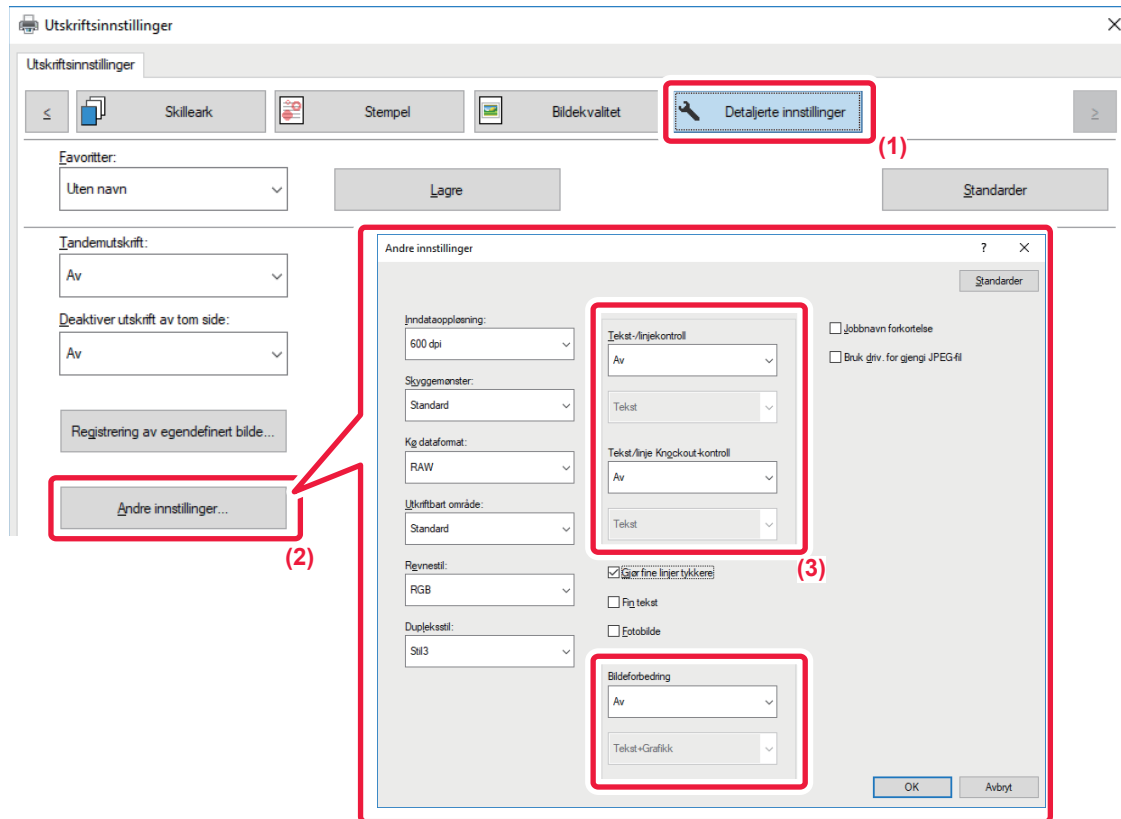 Utskriftsinnstillinger
Utskriftsinnstillinger
<
Skilleark
Stempel
Bildekvalitet
Detaljerte innstillinger
>
(1)
Favoritter:
Uten navn
Lagre
Standarder
Tandemutskrift:
Av
Deaktiver utskrift av tom side:
Av
Registrering av egendefinert bilde...
Andre innstillinger...
(2)
Andre innstillinger
?
Standarder
Inndataoppløsning:
600 dpi
Skyggemønster:
Standard
Kø dataformat:
RAW
Utkriftbart område:
Standard
Revnestil:
RGB
Dupleksstil:
Stil3
Tekst-/linjekontroll
Av
Tekst
Tekst/linje Knockout-kontroll
Av
Tekst
(3)
Gjør fine linjer tykkere
Fin tekst
Fotobilde
Bildeforbedring
Av
Tekst+Grafikk
Jobbnavn forkortelse
Bruk driv. for gjengi JPEG-fil
OK
Avbryt